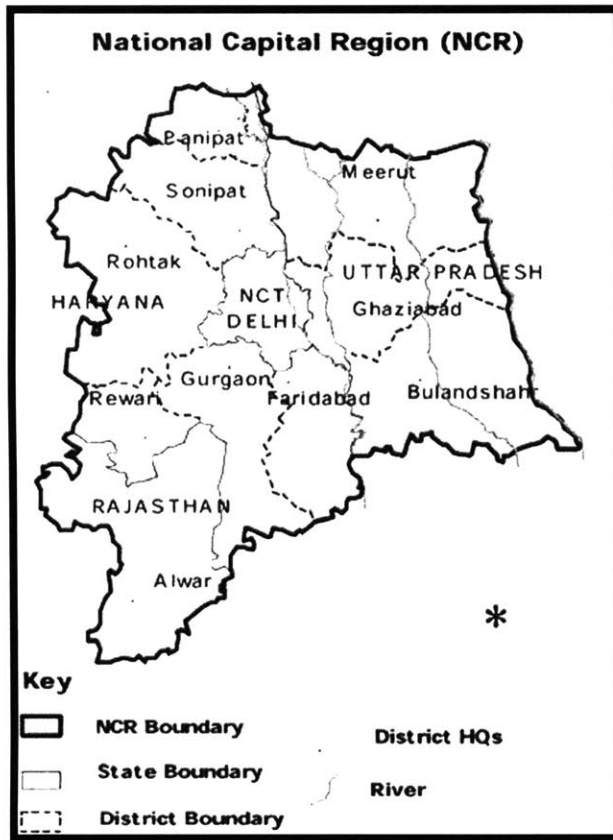 National Capital Region (NCR)
Panipat
Meerut
Sonipat
Rohtak
UTTAR PRADESH
HARYANA
NCT
DELHI
Ghaziabad
Gurgaon
Rewari
Faridabad
Bulandshahr
RAJASTHAN
Alwar
*
Key
NCR Boundary
District HQs
State Boundary
River
District Boundary